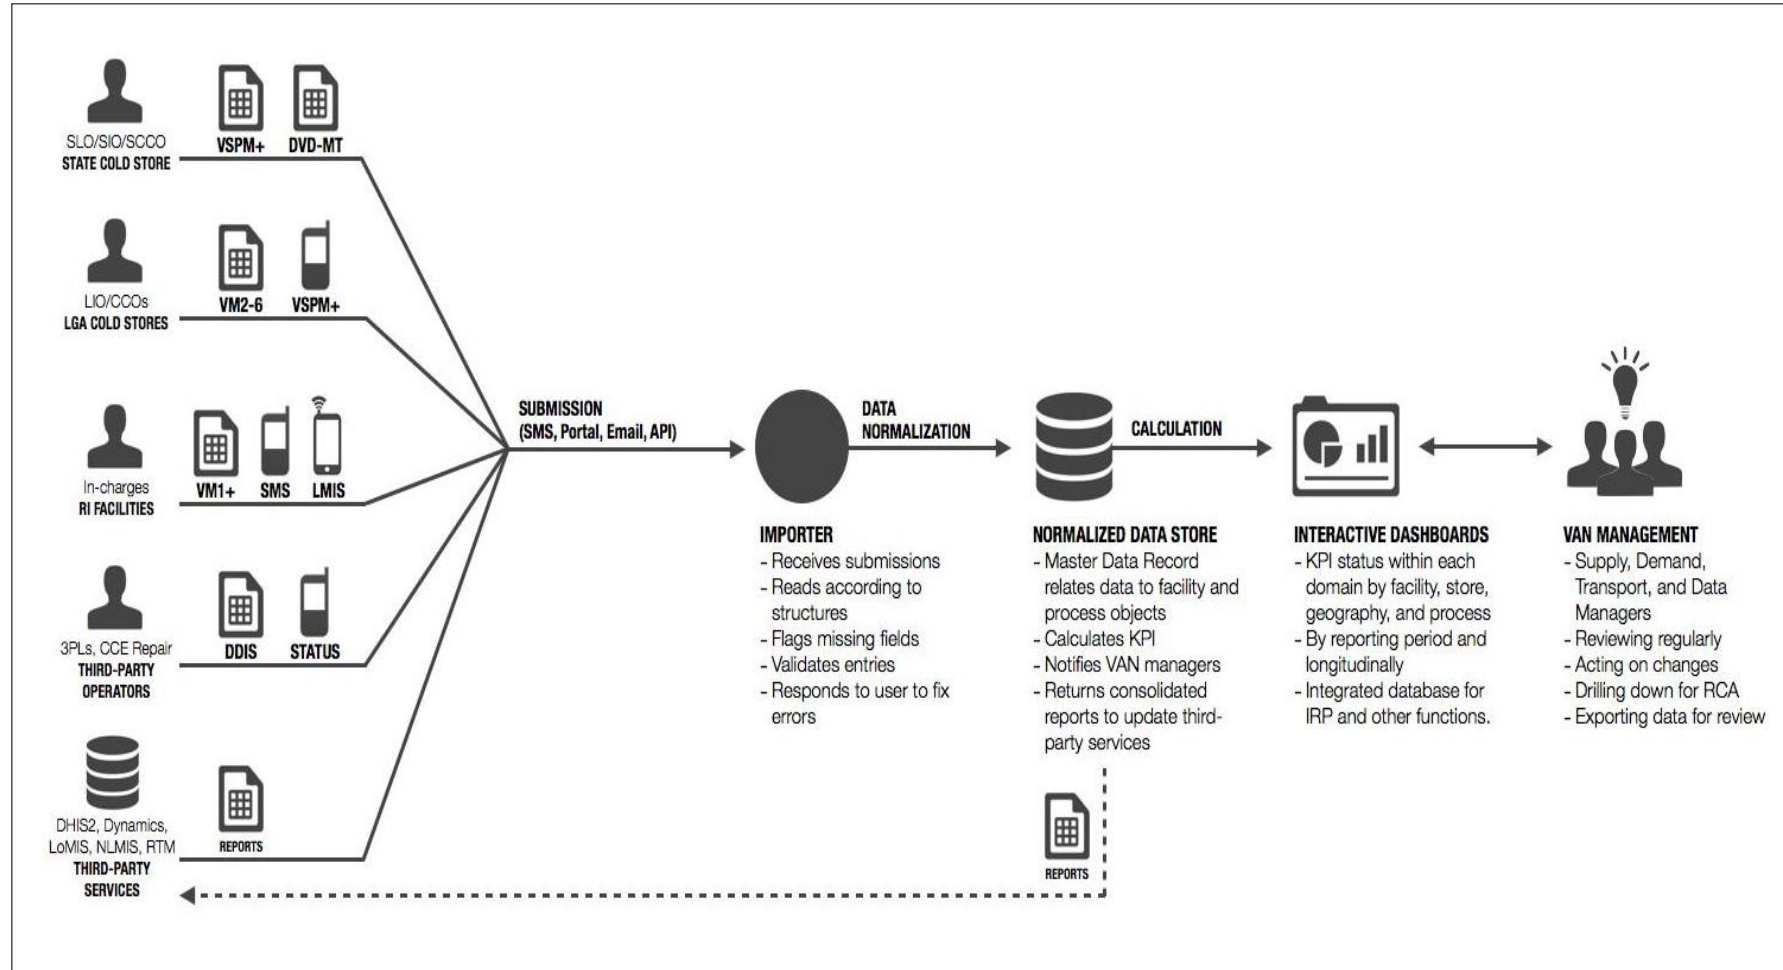 SLO/SIO/SCCO
STATE COLD STORE
VSPM+
DVD-MT
LIO/CCOs
LGA COLD STORES
VM2-6
VSPM+
In-charges
RI FACILITIES
VM1+
SMS
LMIS
3PLs, CCE Repair
THIRD-PARTY
OPERATORS
DDIS
STATUS
DHIS2, Dynamics,
LoMIS, NLMIS, RTM
THIRD-PARTY
SERVICES
REPORTS
SUBMISSION
(SMS, Portal, Email, API)
IMPORTER
- Receives submissions
- Reads according to
structures
- Flags missing fields
- Validates entries
- Responds to user to fix
errors
DATA
NORMALIZATION
NORMALIZED DATA STORE
- Master Data Record
relates data to facility and
process objects
- Calculates KPI
- Notifies VAN managers
- Returns consolidated
reports to update third-
party services
REPORTS
CALCULATION
INTERACTIVE DASHBOARDS
- KPI status within each
domain by facility, store,
geography, and process
- By reporting period and
longitudinally
- Integrated database for
IRP and other functions.
VAN MANAGEMENT
- Supply, Demand,
Transport, and Data
Managers
- Reviewing regularly
- Acting on changes
- Drilling down for RCA
- Exporting data for review